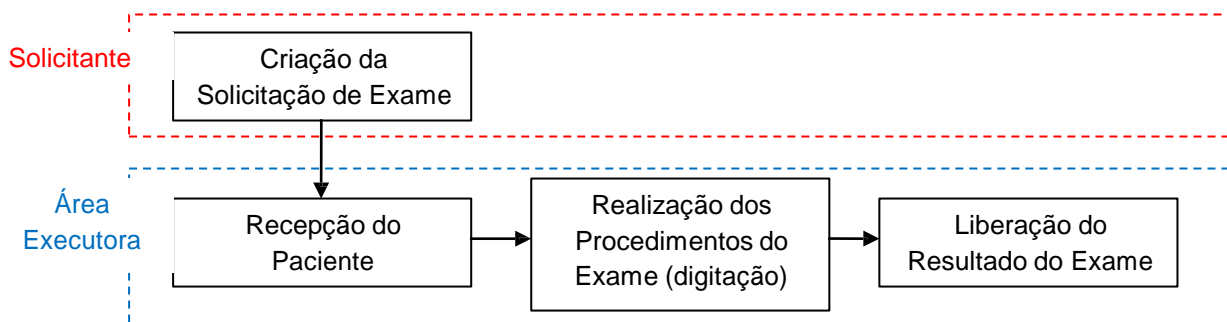 Solicitante
Criação da
Solicitação de Exame
Área
Executora
Recepção do
Paciente
Realização dos
Procedimentos do
Exame (digitação)
Liberação do
Resultado do Exame